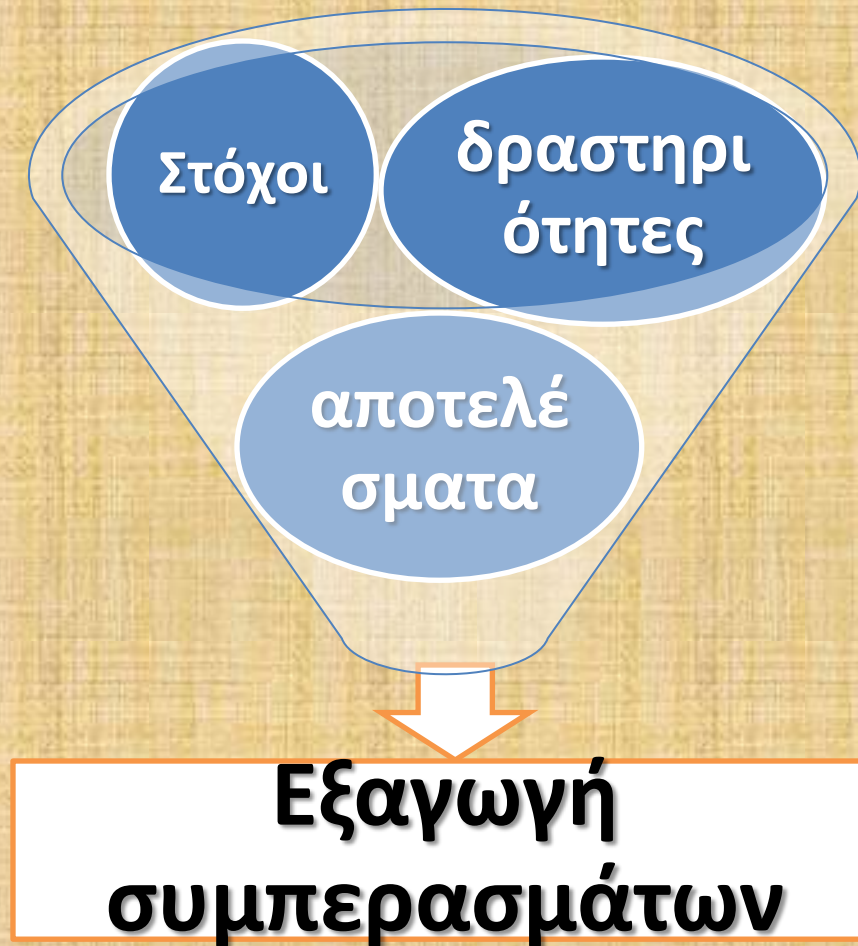 Στόχοι
δραστηρι
ότητες
αποτελέ
σματα
Εξαγωγή
συμπερασμάτων